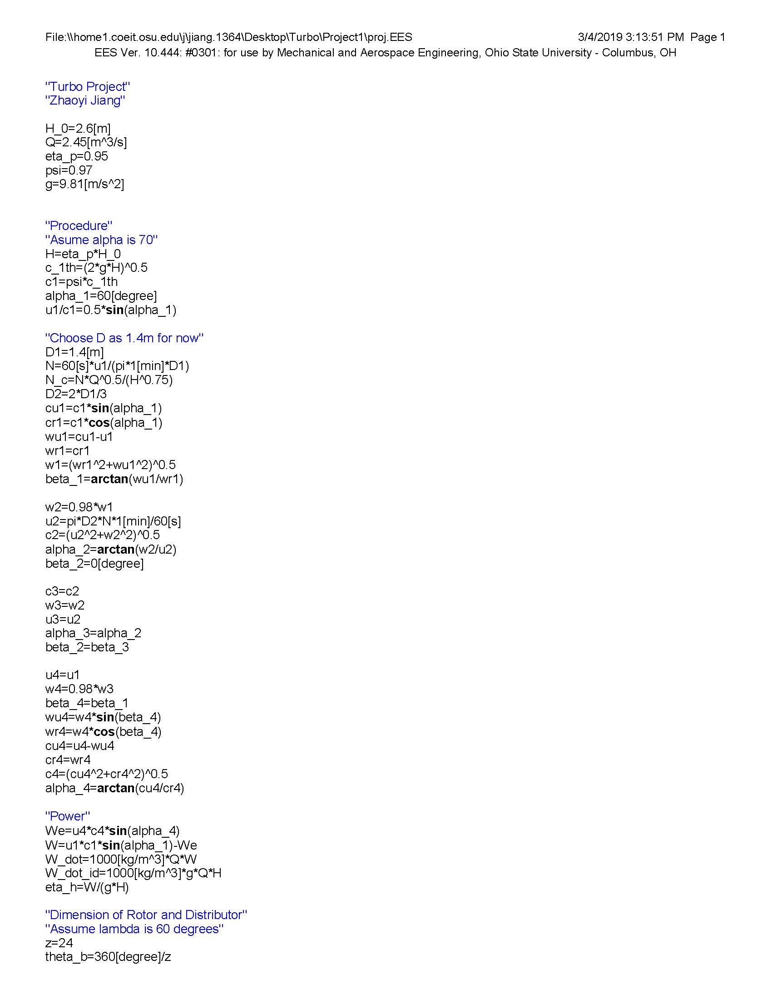 File:\\home1.coeit.osu.edu\j\jiang.1364\Desktop\Turbo\Project1\proj.EES 3/4/2019 3:13:51 PM Page 1
EES Ver. 10.444: #0301: for use by Mechanical and Aerospace Engineering, Ohio State University - Columbus, OH
"Turbo Project"
"Zhaoyi Jiang"
H_0=2.6[m]
Q=2.45[m^3/s]
eta_p=0.95
psi=0.97
g=9.81[m/s^2]
"Procedure"
"Asume alpha is 70"
H=eta_p*H_0
c_1th=(2*g*H)^0.5
c1=psi*c_1th
alpha_1=60[degree]
u1/c1=0.5*sin(alpha_1)
"Choose D as 1.4m for now"
D1=1.4[m]
N=60[s]*u1/(pi*1[min]*D1)
N_c=N*Q^0.5/(H^0.75)
D2=2*D1/3
cu1=c1*sin(alpha_1)
cr1=c1*cos(alpha_1)
wu1=cu1-u1
wr1=cr1
w1=(wr1^2+wu1^2)^0.5
beta_1=arctan(wu1/wr1)
w2=0.98*w1
u2=pi*D2*N*1[min]/60[s]
c2=(u2^2+w2^2)^0.5
alpha_2=arctan(w2/u2)
beta_2=0[degree]
c3=c2
w3=w2
u3=u2
alpha_3=alpha_2
beta_2=beta_3
u4=u1
w4=0.98*w3
beta_4=beta_1
wu4=w4*sin(beta_4)
wr4=w4*cos(beta_4)
cu4=u4-wu4
cr4=wr4
c4=(cu4^2+cr4^2)^0.5
alpha_4=arctan(cu4/cr4)
"Power"
We=u4*c4*sin(alpha_4)
W=u1*c1*sin(alpha_1)-We
W_dot=1000[kg/m^3]*Q*W
W_dot_id=1000[kg/m^3]*g*Q*H
eta_h=W/(g*H)
"Dimension of Rotor and Distributor"
"Assume lambda is 60 degrees"
z=24
theta_b=360[degree]/z